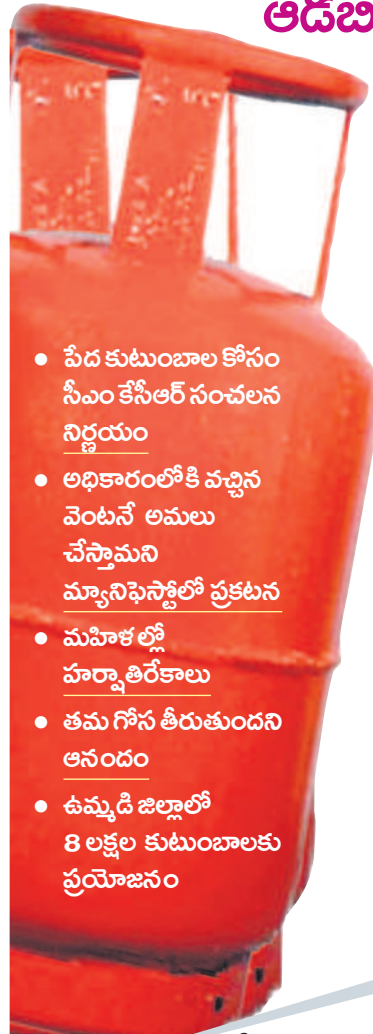 ఆడబి
• పేద కుటుంబాల కోసం
సీఎం కేసీఆర్ సంచలన
నిర్ణయం
• అధికారంలోకి వచ్చిన
వెంటనే అమలు
చేస్తామని
మ్యానిఫెస్టోలో ప్రకటన
• మహిళల్లో
హర్షాతిరేకాలు
• తమ గోస తీరుతుందని
ఆనందం
• ఉమ్మడి జిల్లాలో
8 లక్షల కుటుంబాలకు
ప్రయోజనం